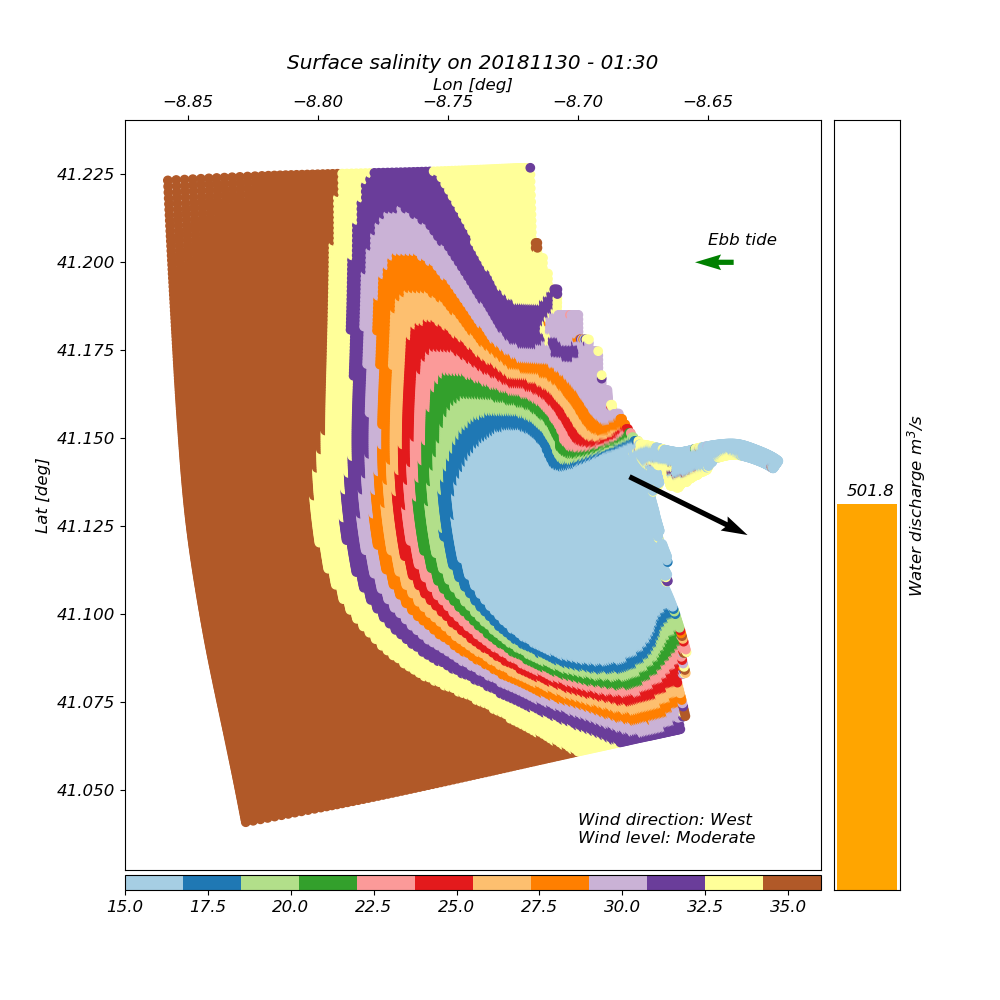 Surface salinity on 20181130 - 01:30
Lon [deg]
−8.85 −8.80 −8.75 −8.70 −8.65
41.225
41.200
41.175
41.150
41.125
41.100
41.075
41.050
Lat [deg]
Ebb tide
501.8
Water discharge m³/s
Wind direction: West
Wind level: Moderate
15.0 17.5 20.0 22.5 25.0 27.5 30.0 32.5 35.0